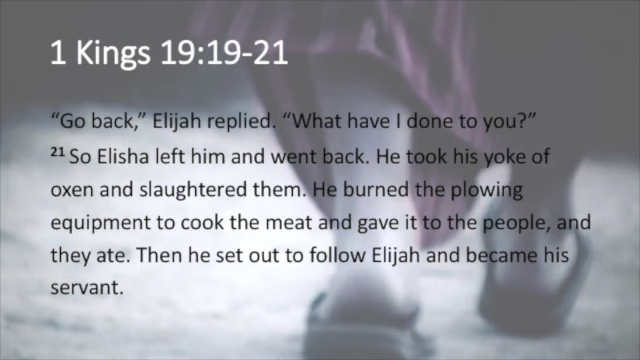 1 Kings 19:19-21
“Go back,” Elijah replied. “What have I done to you?”
21 So Elisha left him and went back. He took his yoke of
oxen and slaughtered them. He burned the plowing
equipment to cook the meat and gave it to the people, and
they ate. Then he set out to follow Elijah and became his
servant.